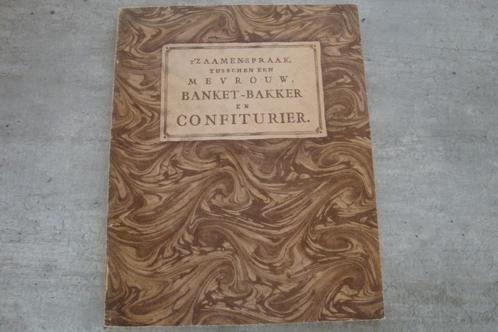 t'ZAAMENSPRAAK,
TUSSCHEN EEN
MEVROUW,
BANKET-BAKKER
EN
CONFITURIER.